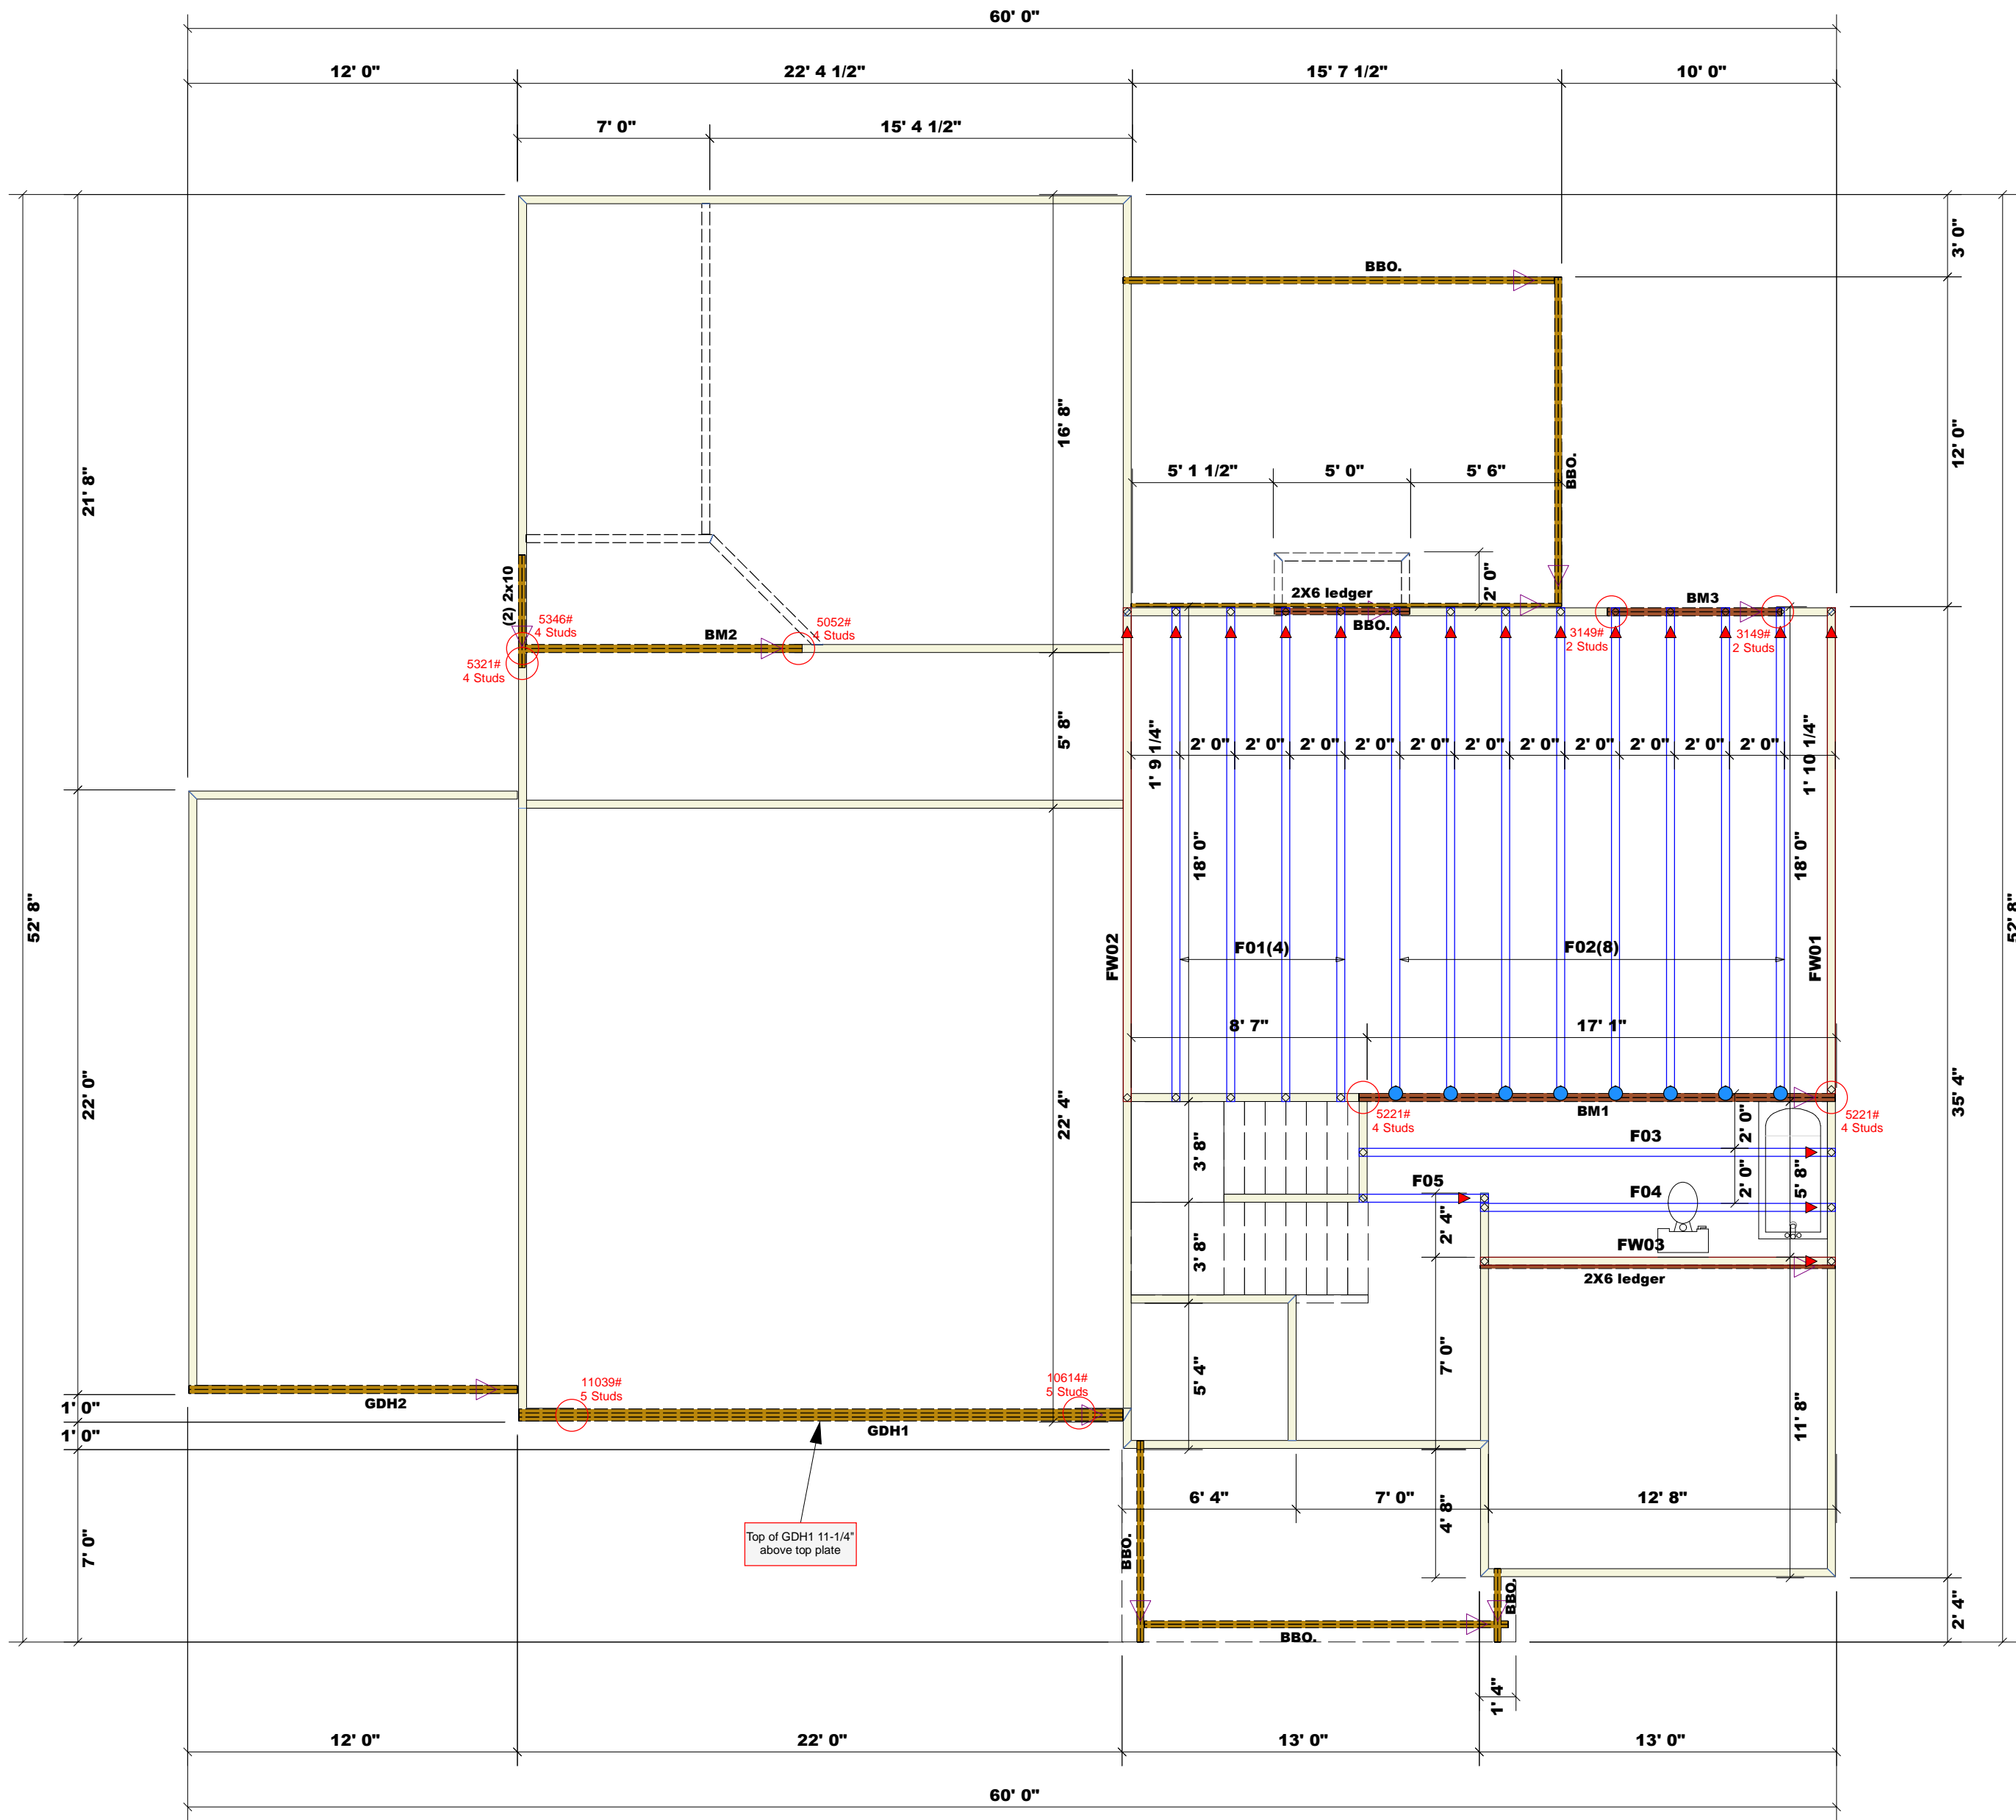 60' 0"
12' 0"
22' 4 1/2"
15' 7 1/2"
10' 0"
7' 0"
15' 4 1/2"
3' 0"
BBO.
16' 8"
12' 0"
21' 8"
5' 1 1/2"
5' 0"
5' 6"
BBO.
2' 0"
(2) 2x10
2X6 ledger
BBO.
BM3
5346#
4 Studs
BM2
5052#
4 Studs
5321#
4 Studs
3149#
2 Studs
3149#
2 Studs
5' 8"
1' 9 1/4"
2' 0"
2' 0"
2' 0"
2' 0"
2' 0"
2' 0"
2' 0"
2' 0"
2' 0"
2' 0"
2' 0"
1' 10 1/4"
18' 0"
18' 0"
52' 8"
52' 8"
FW02
F01(4)
F02(8)
FW01
8' 7"
17' 1"
22' 0"
22' 4"
35' 4"
5221#
4 Studs
BM1
5221#
4 Studs
3' 8"
F03
2' 0"
F05
F04
2' 0"
5' 8"
3' 8"
2' 4"
FW03
2X6 ledger
5' 4"
7' 0"
11' 8"
11039#
5 Studs
10614#
5 Studs
GDH2
1' 0"
1' 0"
GDH1
6' 4"
7' 0"
12' 8"
4' 8"
Top of GDH1 11-1/4"
above top plate
7' 0"
BBO.
BBO.
BBO.
2' 4"
1' 4"
12' 0"
22' 0"
13' 0"
13' 0"
60' 0"